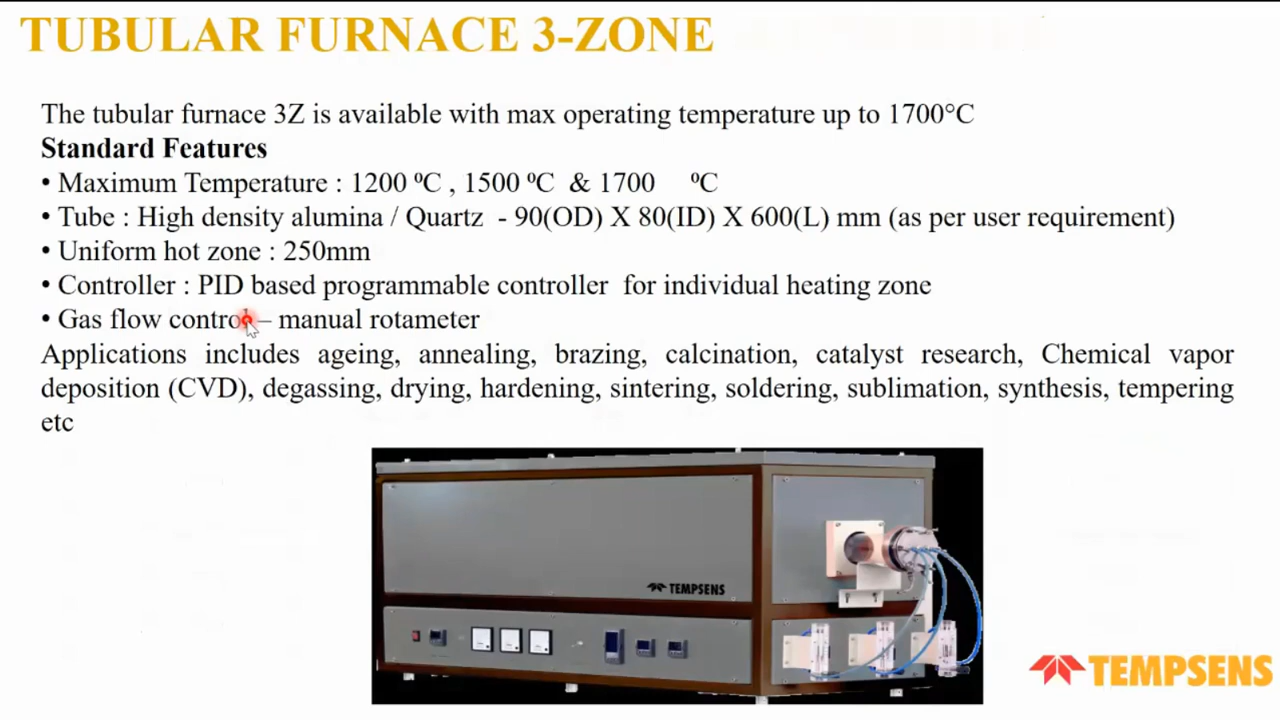 TUBULAR FURNACE 3-ZONE
The tubular furnace 3Z is available with max operating temperature up to 1700°C
Standard Features
• Maximum Temperature : 1200 ºC , 1500 ºC & 1700 ºC
• Tube : High density alumina / Quartz - 90(OD) X 80(ID) X 600(L) mm (as per user requirement)
• Uniform hot zone : 250mm
• Controller : PID based programmable controller for individual heating zone
• Gas flow control – manual rotameter
Applications includes ageing, annealing, brazing, calcination, catalyst research, Chemical vapor
deposition (CVD), degassing, drying, hardening, sintering, soldering, sublimation, synthesis, tempering
etc
TEMPSENS
TEMPSENS